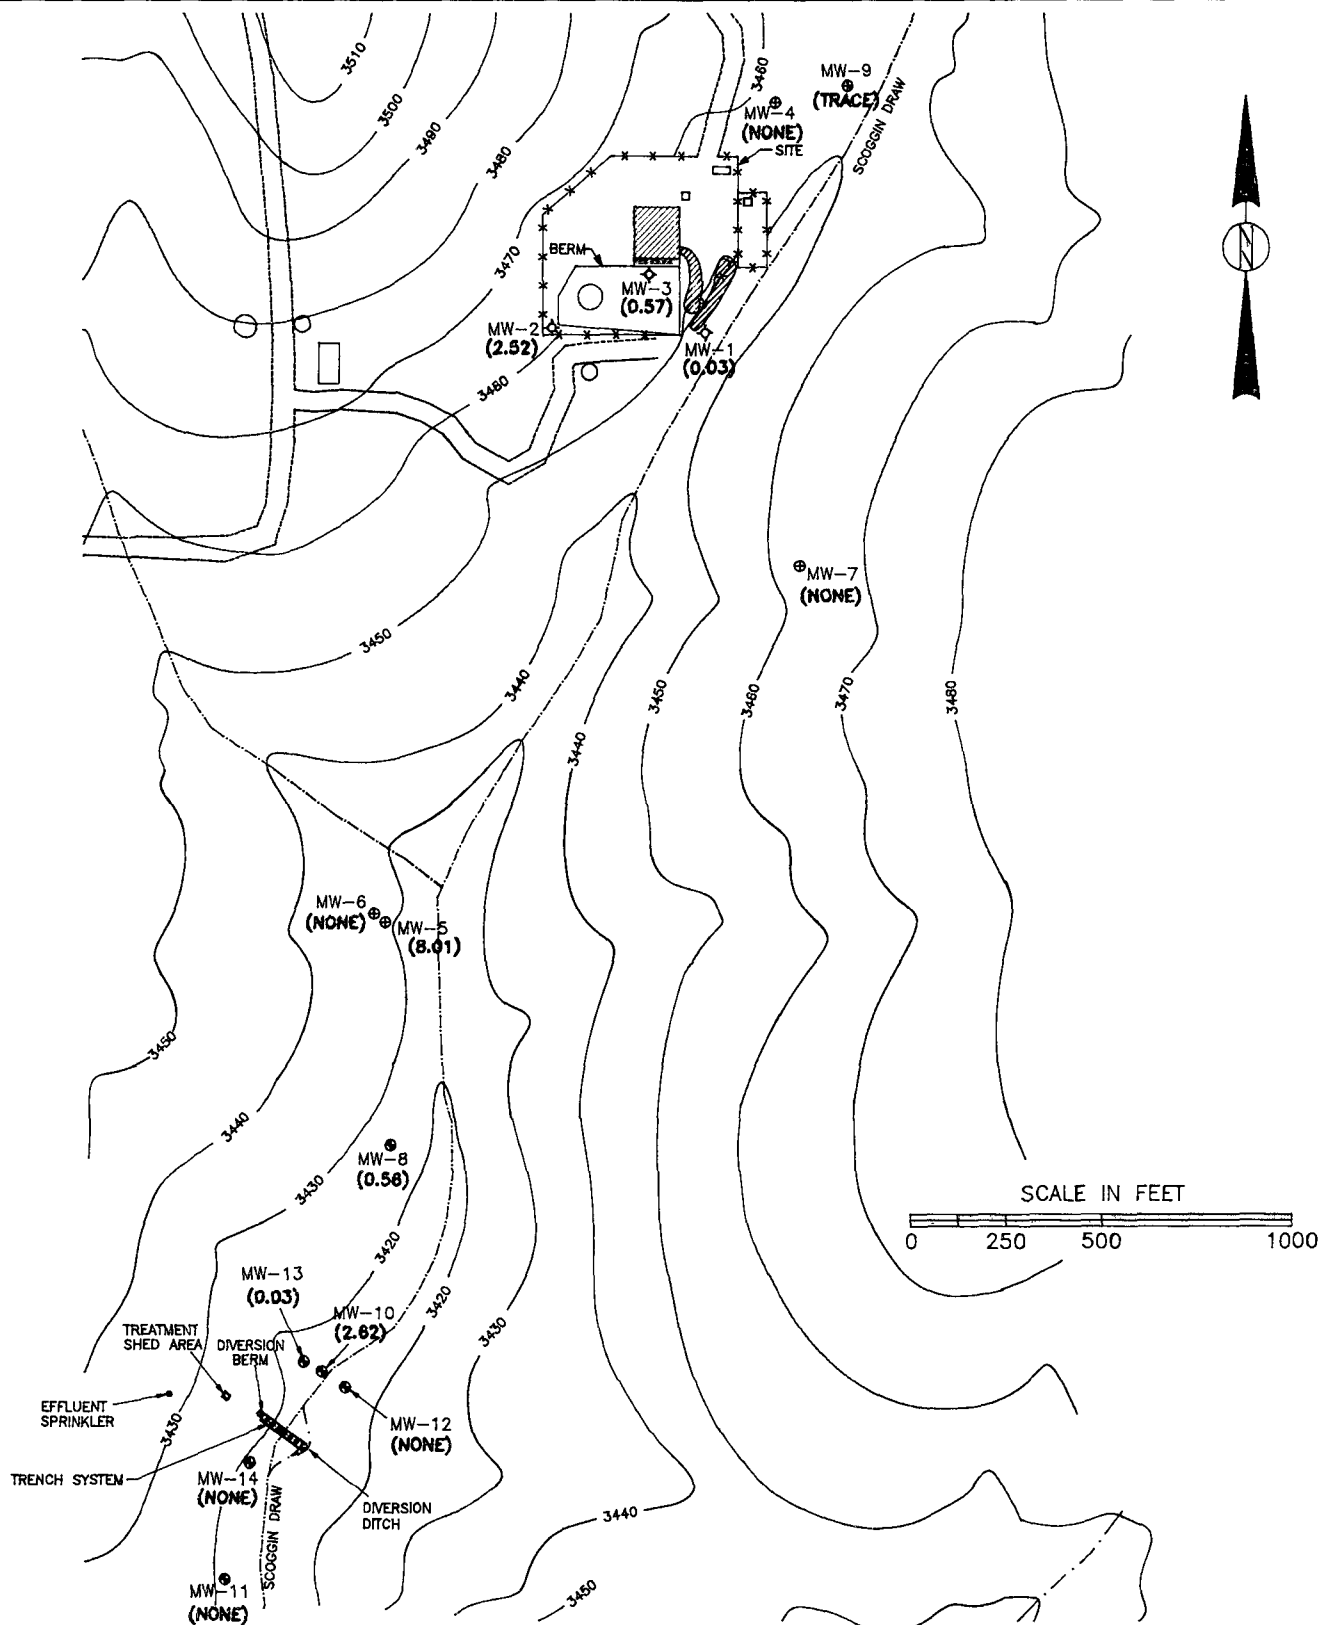 3510
3500
3490
3480
3470
3460
MW-9
(TRACE)
MW-4
(NONE)
SITE
SCOGGIN DRAW
N
BERM
MW-3
(0.57)
MW-2
(2.52)
MW-1
(0.03)
3460
MW-7
(NONE)
3450
3440
3440
3450
3460
3470
3480
MW-6
(NONE)
MW-5
(8.01)
3450
3440
3430
MW-8
(0.56)
SCALE IN FEET
0 250 500 1000
3420
3420
3430
MW-13
(0.03)
MW-10
(2.62)
TREATMENT
SHED AREA
DIVERSION
BERM
EFFLUENT
SPRINKLER
3430
MW-12
(NONE)
TRENCH SYSTEM
MW-14
(NONE)
DIVERSION
DITCH
SCOGGIN DRAW
3440
3450
MW-11
(NONE)